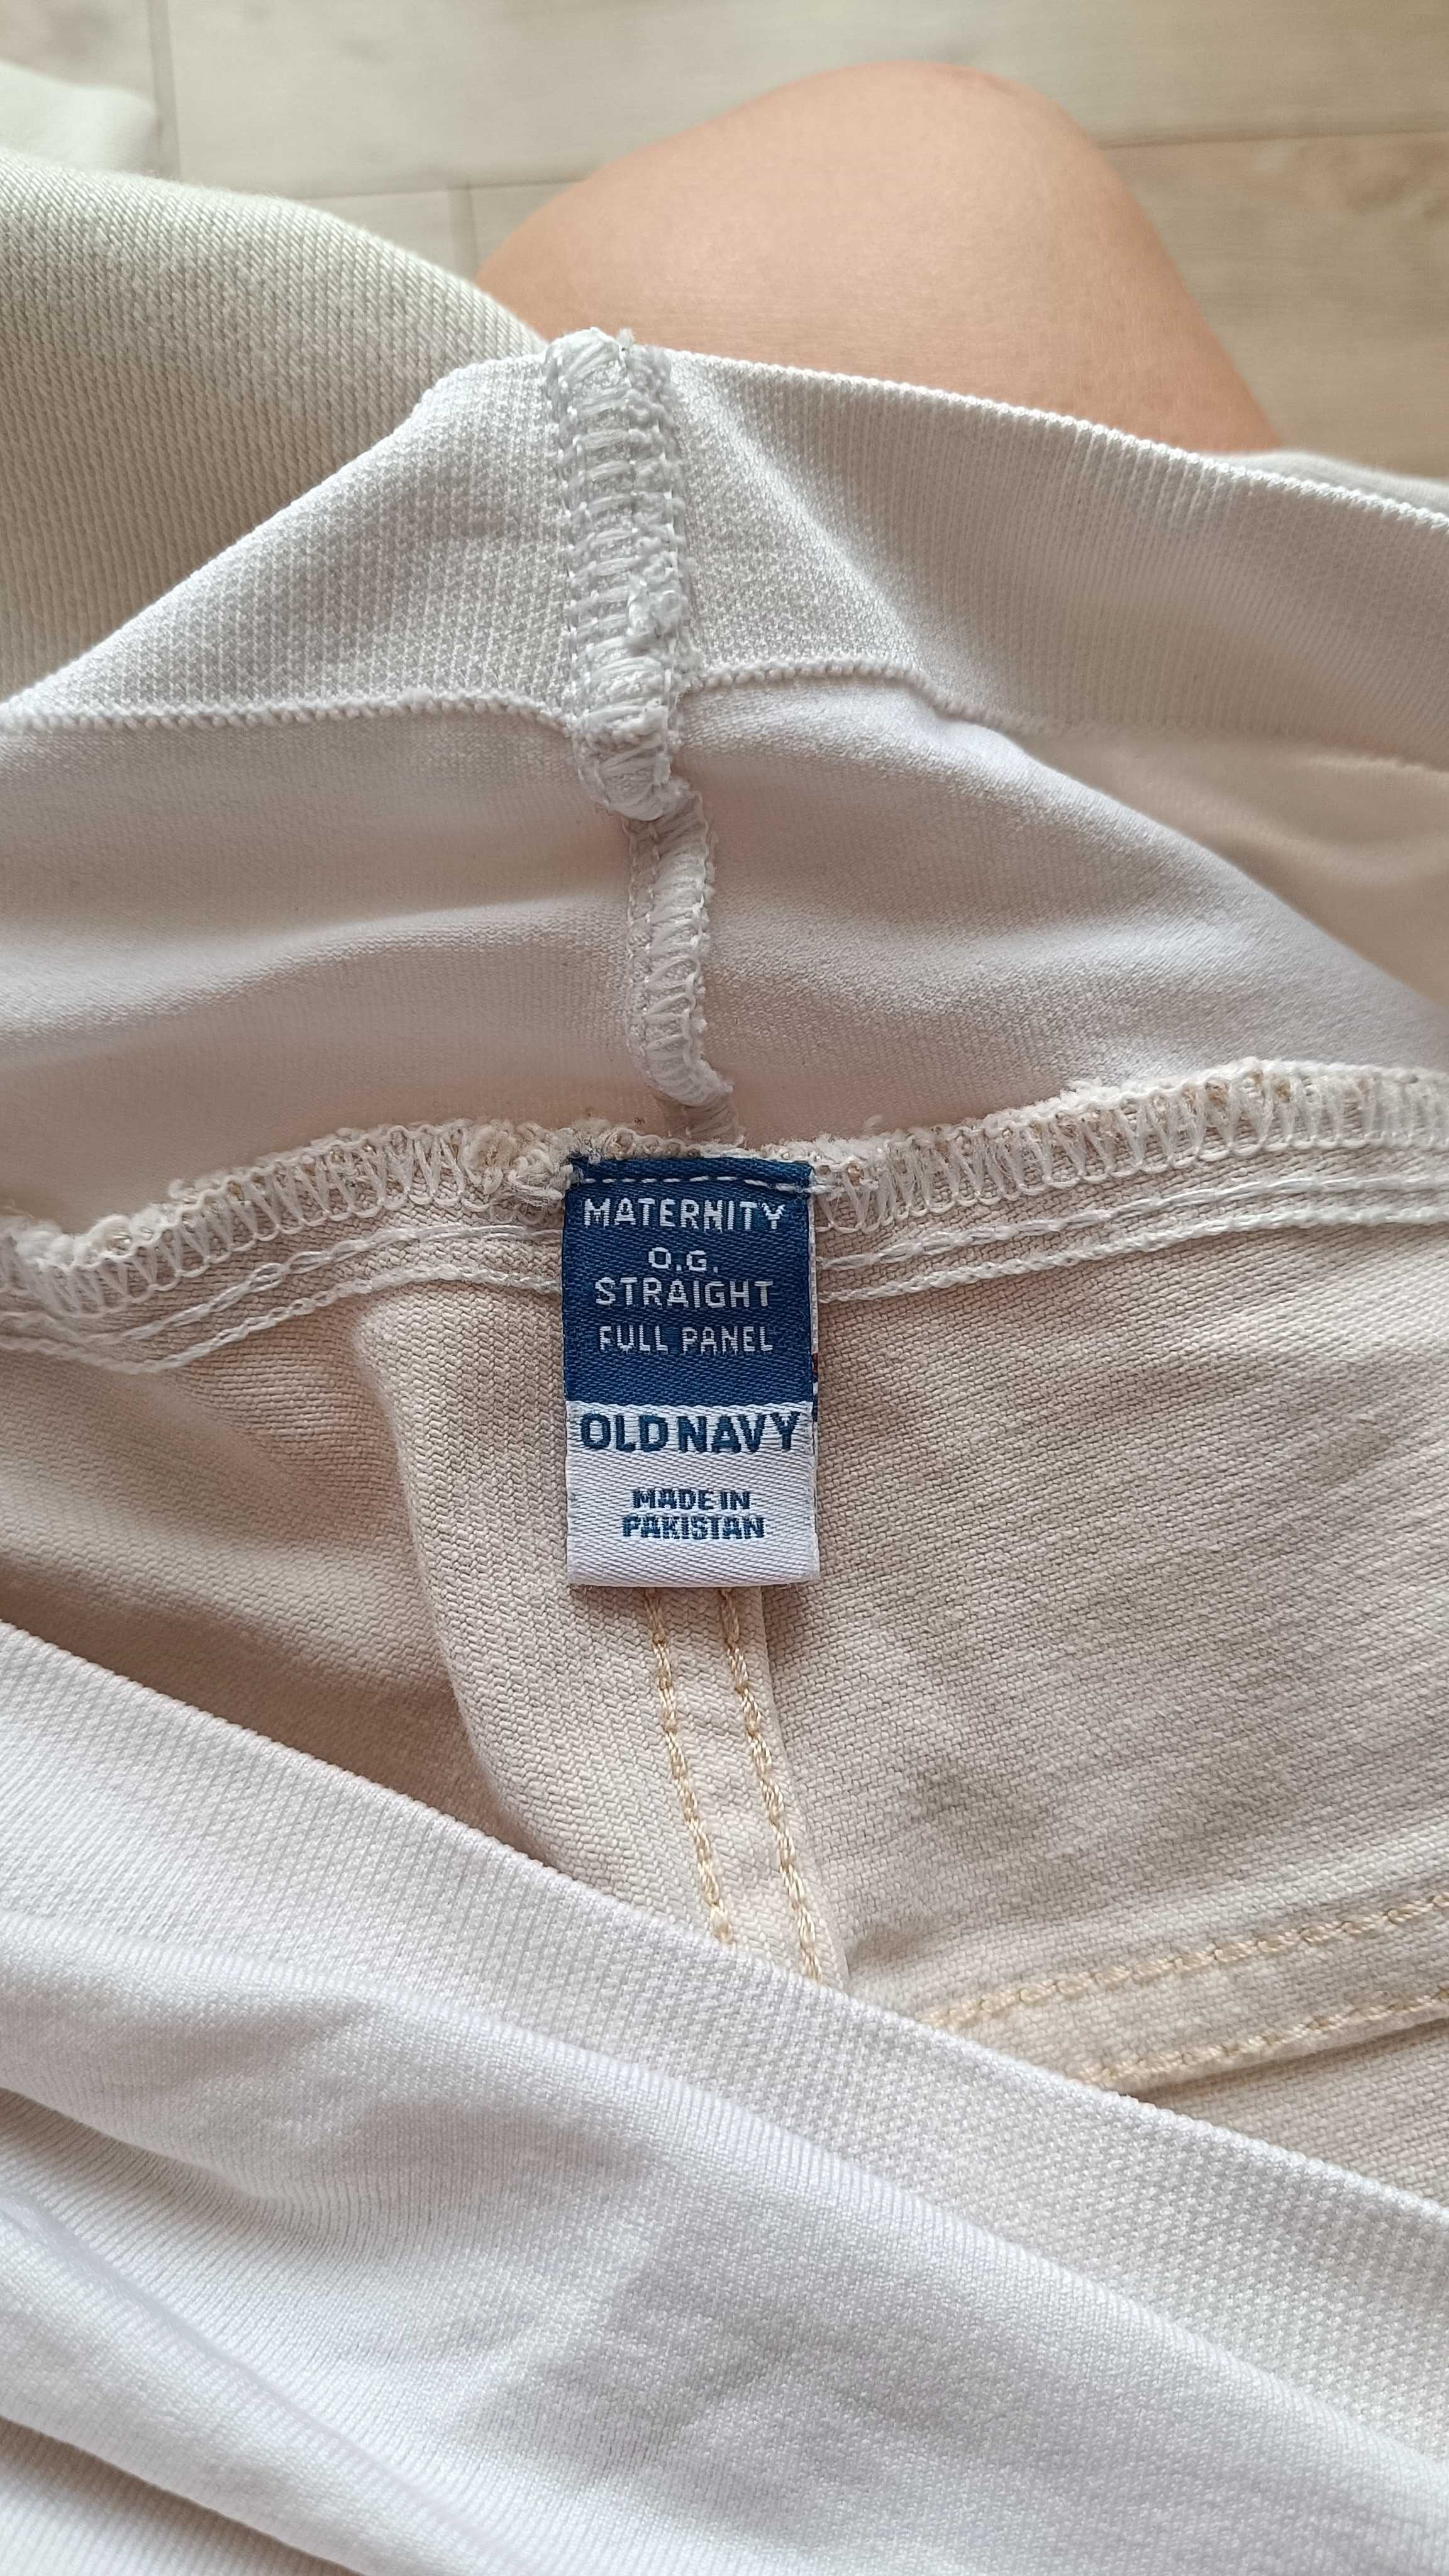 MATERNITY
O.G.
STRAIGHT
FULL PANEL
OLD NAVY
MADE IN
PAKISTAN